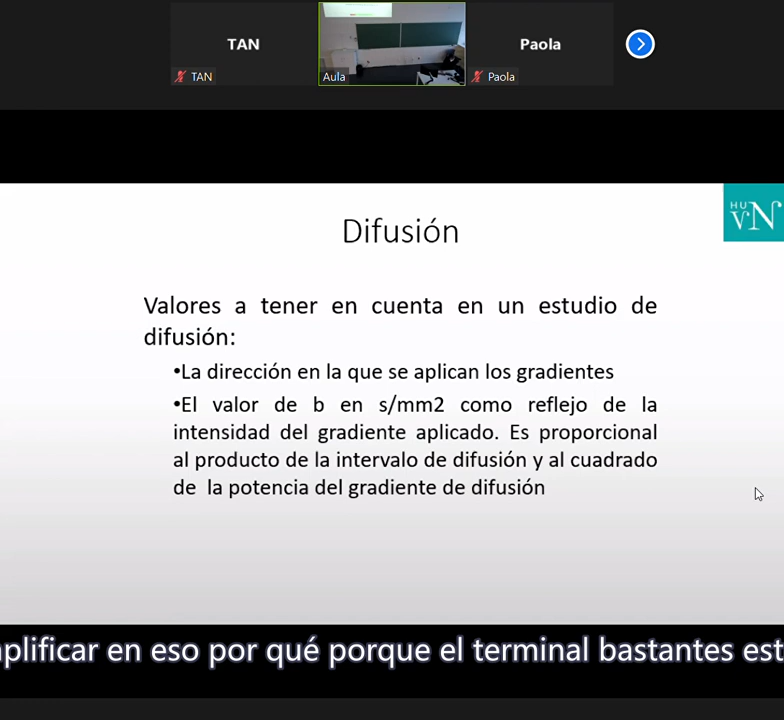 TAN
Paola
TAN
Aula
Paola
HU
VN
Difusión
Valores a tener en cuenta en un estudio de
difusión:
•La dirección en la que se aplican los gradientes
•El valor de b en s/mm2 como reflejo de la
intensidad del gradiente aplicado. Es proporcional
al producto de la intervalo de difusión y al cuadrado
de la potencia del gradiente de difusión
plificar en eso por qué porque el terminal bastantes est